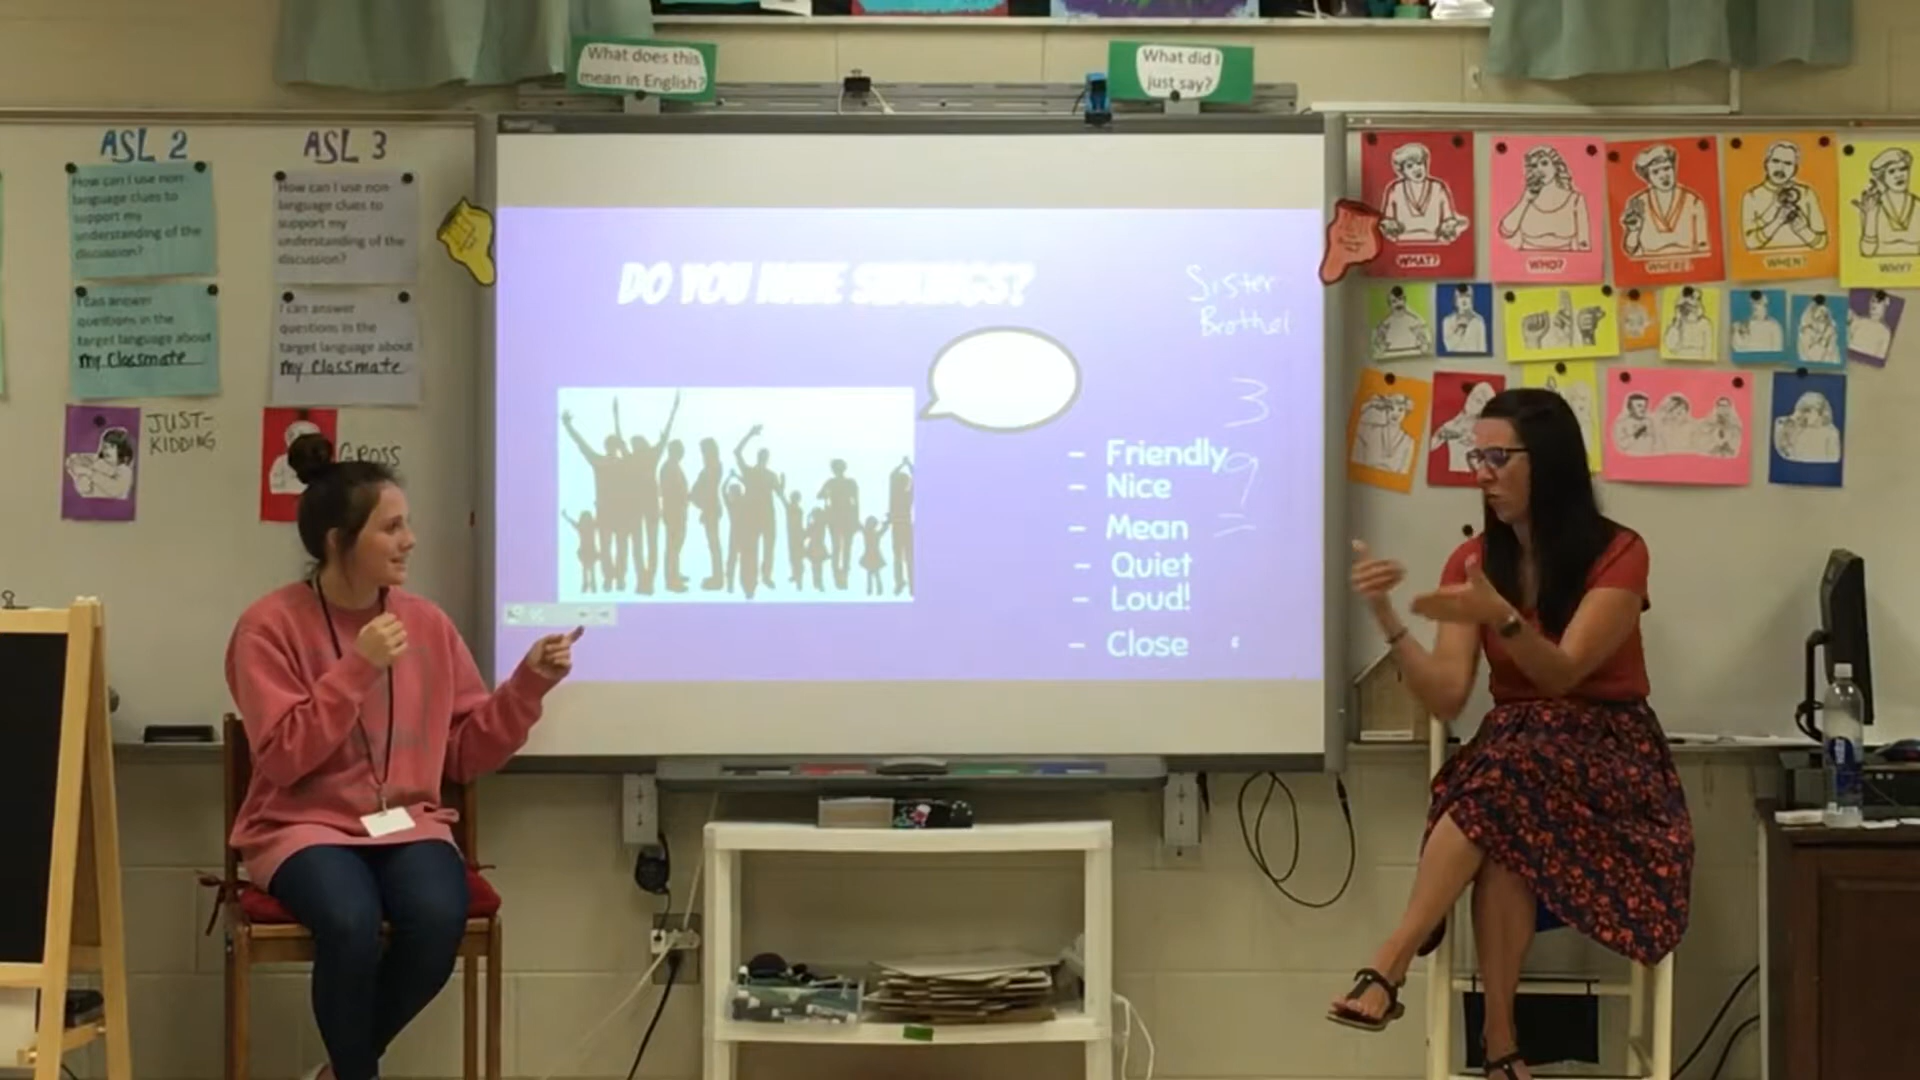 What does this
mean in English?
What did I
just say?
ASL 2
How can I use non-
language clues to
support my
understanding of the
discussion?
I can answer
questions in the
target language about
my classmate
JUST-
KIDDING
ASL 3
How can I use non-
language clues to
support my
understanding of the
discussion?
I can answer
questions in the
target language about
my classmate
GROSS
DO YOU HAVE SIBLINGS?
Sister
Brother
3
9
- Friendly
- Nice
- Mean
- Quiet
- Loud!
- Close
WHAT?
WHO?
WHERE?
WHEN?
WHY?